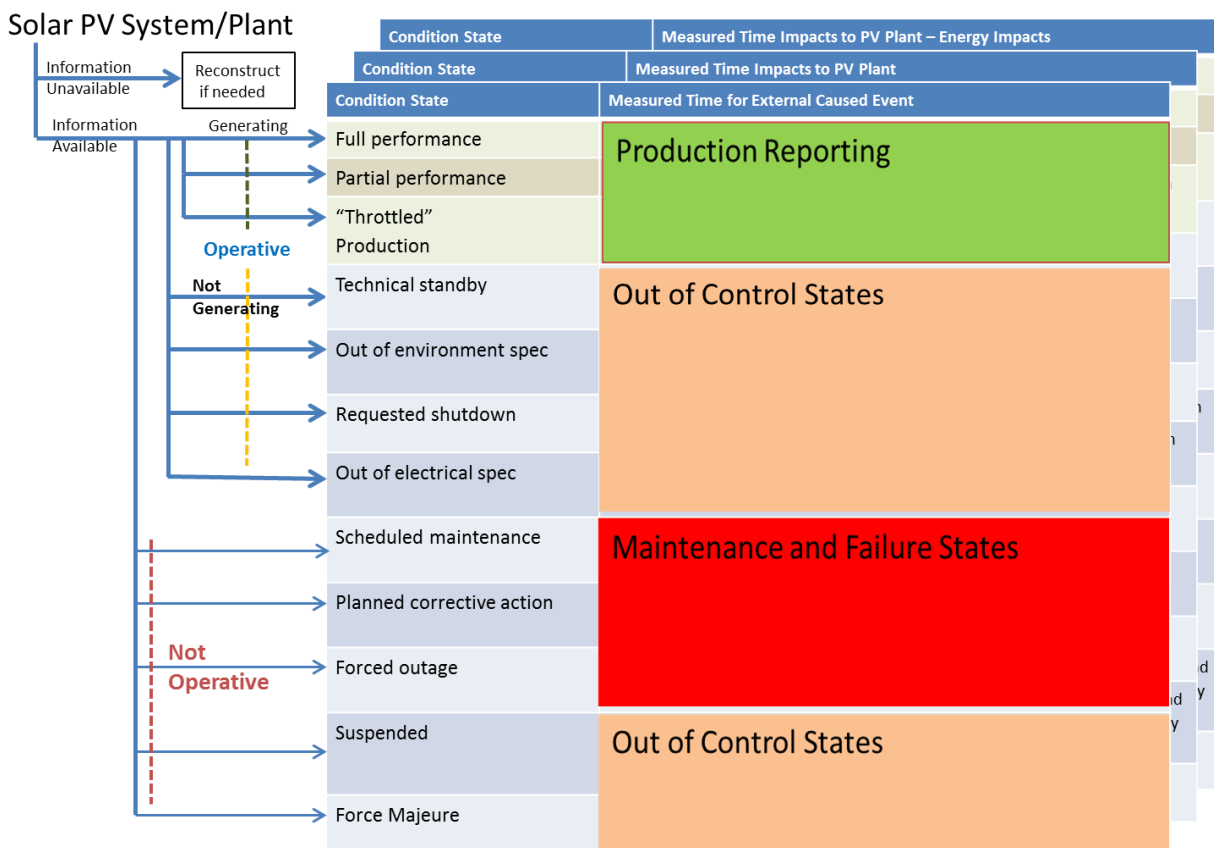 Solar PV System/Plant
Condition State
Measured Time Impacts to PV Plant – Energy Impacts
Condition State
Measured Time Impacts to PV Plant
Condition State
Measured Time for External Caused Event
Information
Unavailable
Reconstruct
if needed
Information
Available
Generating
Full performance
Production Reporting
Partial performance
“Throttled”
Production
Operative
Not
Generating
Technical standby
Out of Control States
Out of environment spec
Requested shutdown
Out of electrical spec
Scheduled maintenance
Maintenance and Failure States
Planned corrective action
Not
Operative
Forced outage
Suspended
Out of Control States
Force Majeure